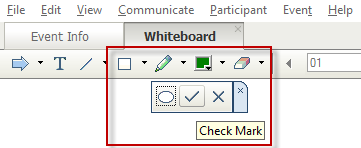 File Edit View Communicate Participant Event Help
Event Info Whiteboard ×
T 01
Check Mark